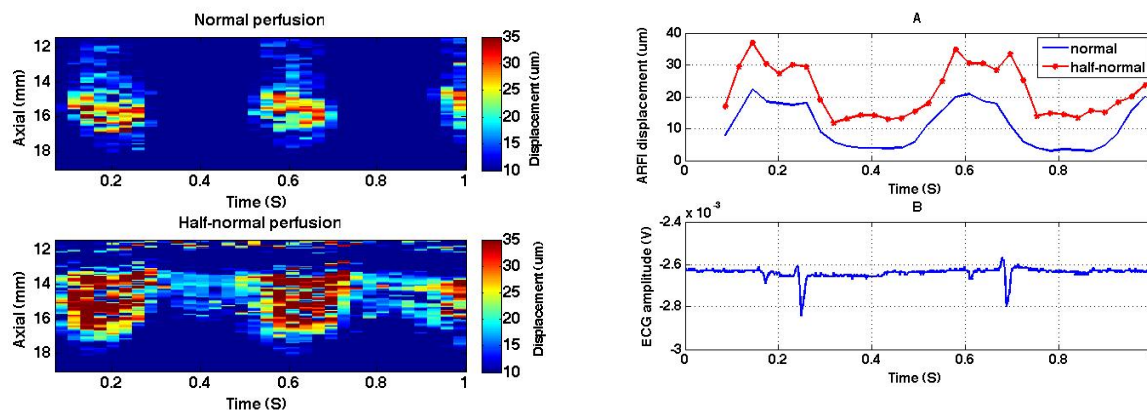 Normal perfusion
Axial (mm)
12
14
16
18
0.2
0.4
0.6
0.8
1
Time (S)
35
30
25
20
15
10
Displacement (um)
Half-normal perfusion
Axial (mm)
12
14
16
18
0.2
0.4
0.6
0.8
1
Time (S)
35
30
25
20
15
10
Displacement (um)
A
ARFI displacement (um)
40
30
20
10
0
0
0.2
0.4
0.6
0.8
Time (S)
normal
half-normal
B
x 10⁻³
ECG amplitude (V)
-2.4
-2.6
-2.8
-3
0
0.2
0.4
0.6
0.8
Time (S)